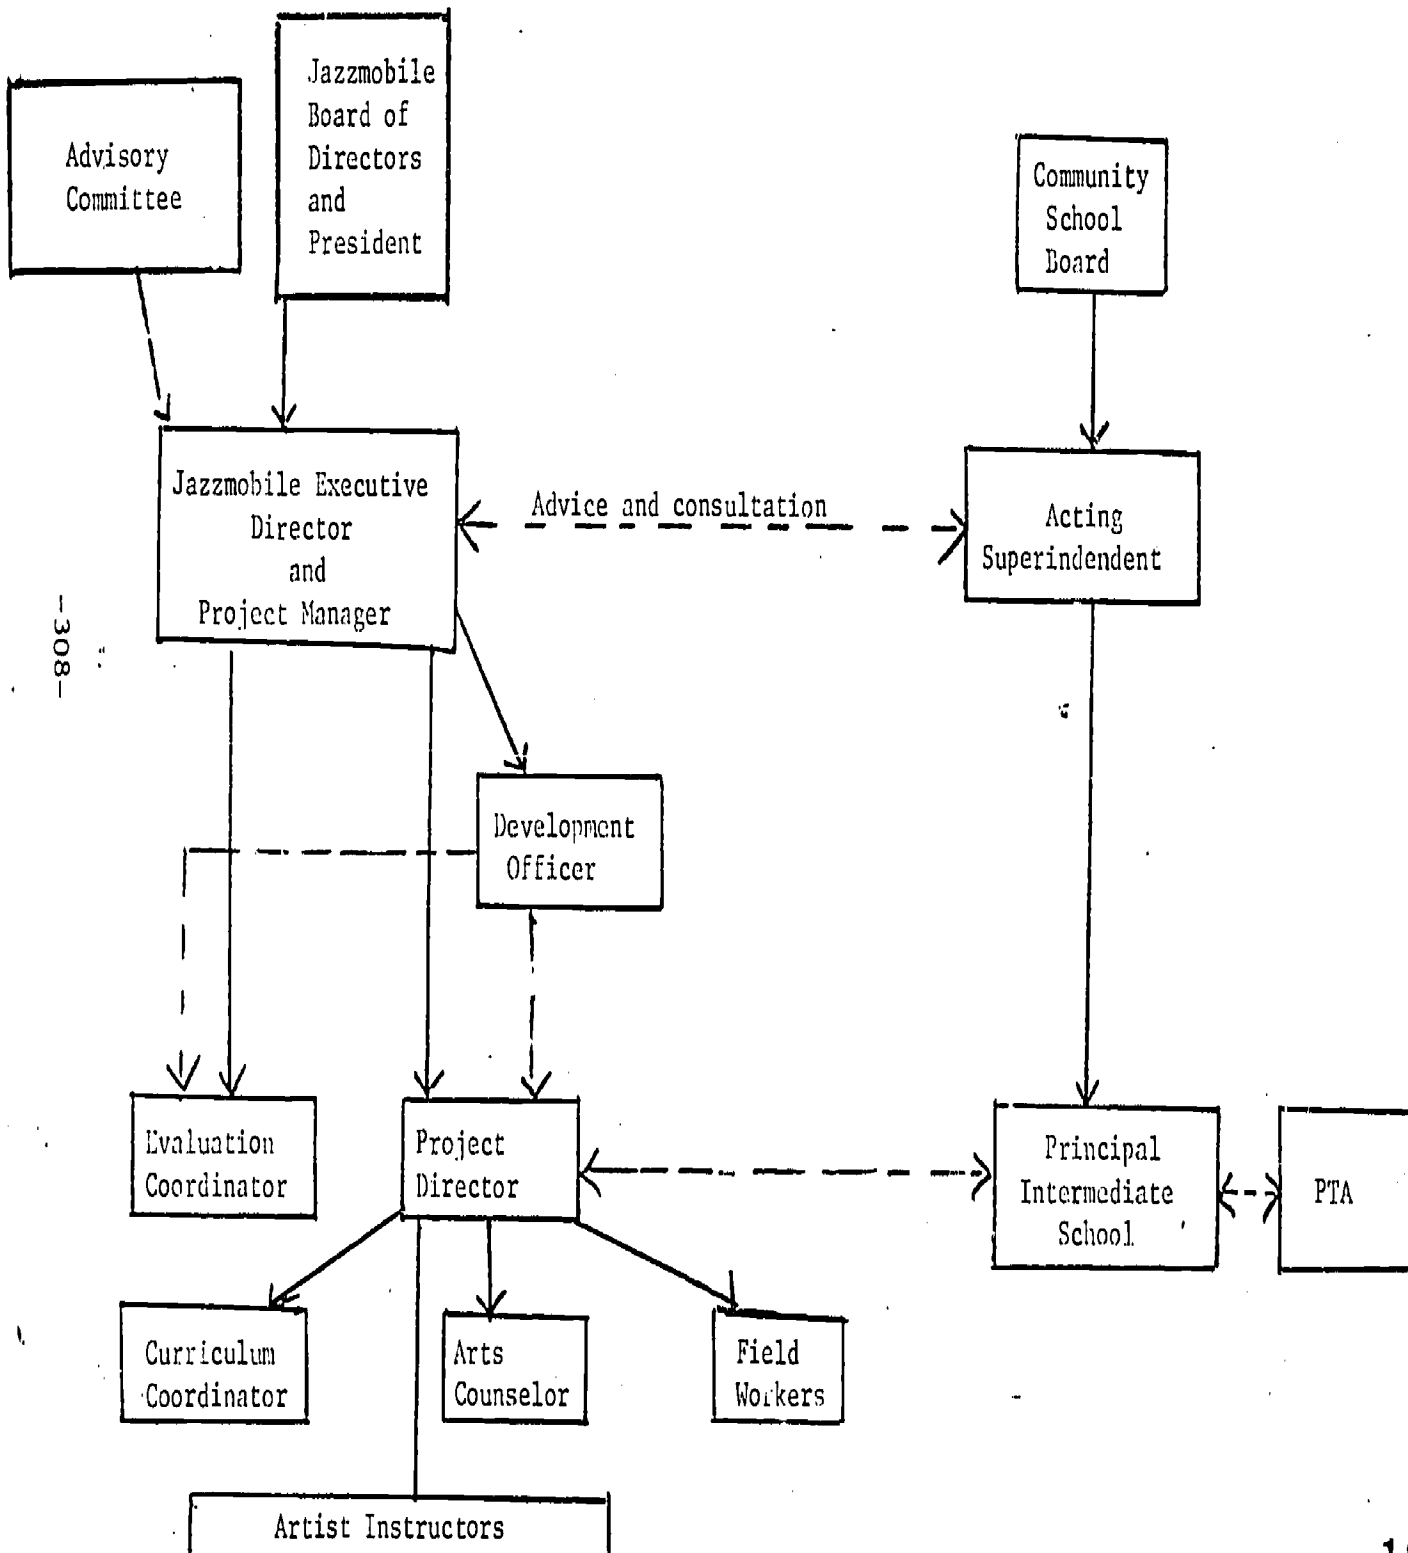 Jazzmobile
Board of
Directors
and
President
Advisory
Committee
Community
School
Board
Jazzmobile Executive
Director
and
Project Manager
Advice and consultation
Acting
Superindendent
-308-
Development
Officer
Evaluation
Coordinator
Project
Director
Principal
Intermediate
School
PTA
Curriculum
Coordinator
Arts
Counselor
Field
Workers
Artist Instructors